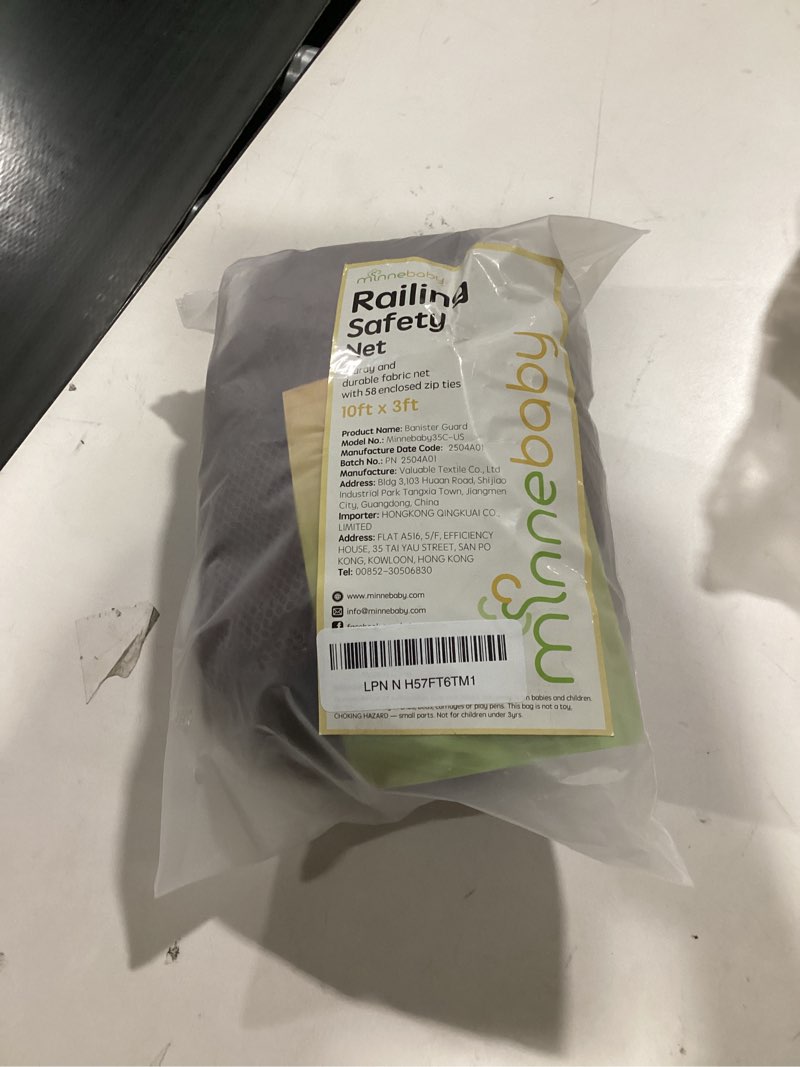 minnebaby
Railing
Safety
Net
and
durable fabric net
with 58 enclosed zip ties
10ft x 3ft
Product Name: Banister Guard
Model No.: Minnebaby35C-US
Manufacture Date Code: 2504A01
Batch No.: PN 2504A01
Manufacture: Valuable Textile Co., Ltd
Address: Bldg 3,103 Huaan Road, Shijiao
Industrial Park Tangxia Town, Jiangmen
City, Guangdong, China
Importer: HONGKONG QINGKUAI CO.,
LIMITED
Address: FLAT A516, 5/F, EFFICIENCY
HOUSE, 35 TAI YAU STREET, SAN PO
KONG, KOWLOON, HONG KONG
Tel: 00852-30506830
www.minnebaby.com
info@minnebaby.com
minnebaby
LPN N H57FT6TM1
babies and children.
carriages or play pens. This bag is not a toy,
CHOKING HAZARD — small parts. Not for children under 3yrs.